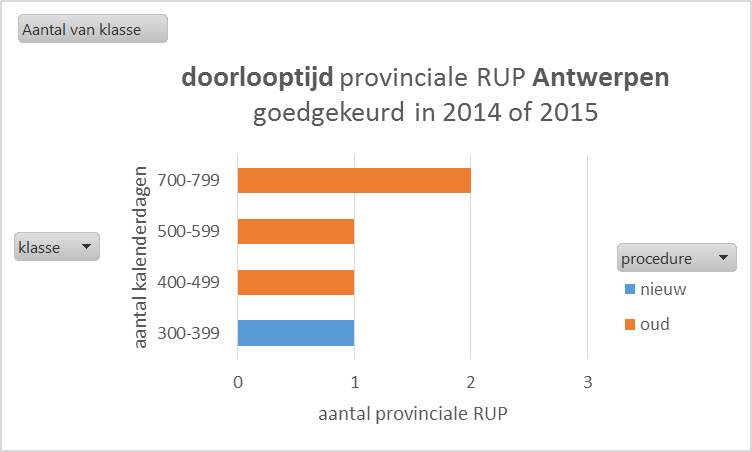 Aantal van klasse
doorlooptijd provinciale RUP Antwerpen
goedgekeurd in 2014 of 2015
aantal kalenderdagen
700-799
500-599
400-499
300-399
0 1 2 3
aantal provinciale RUP
klasse
procedure
nieuw
oud